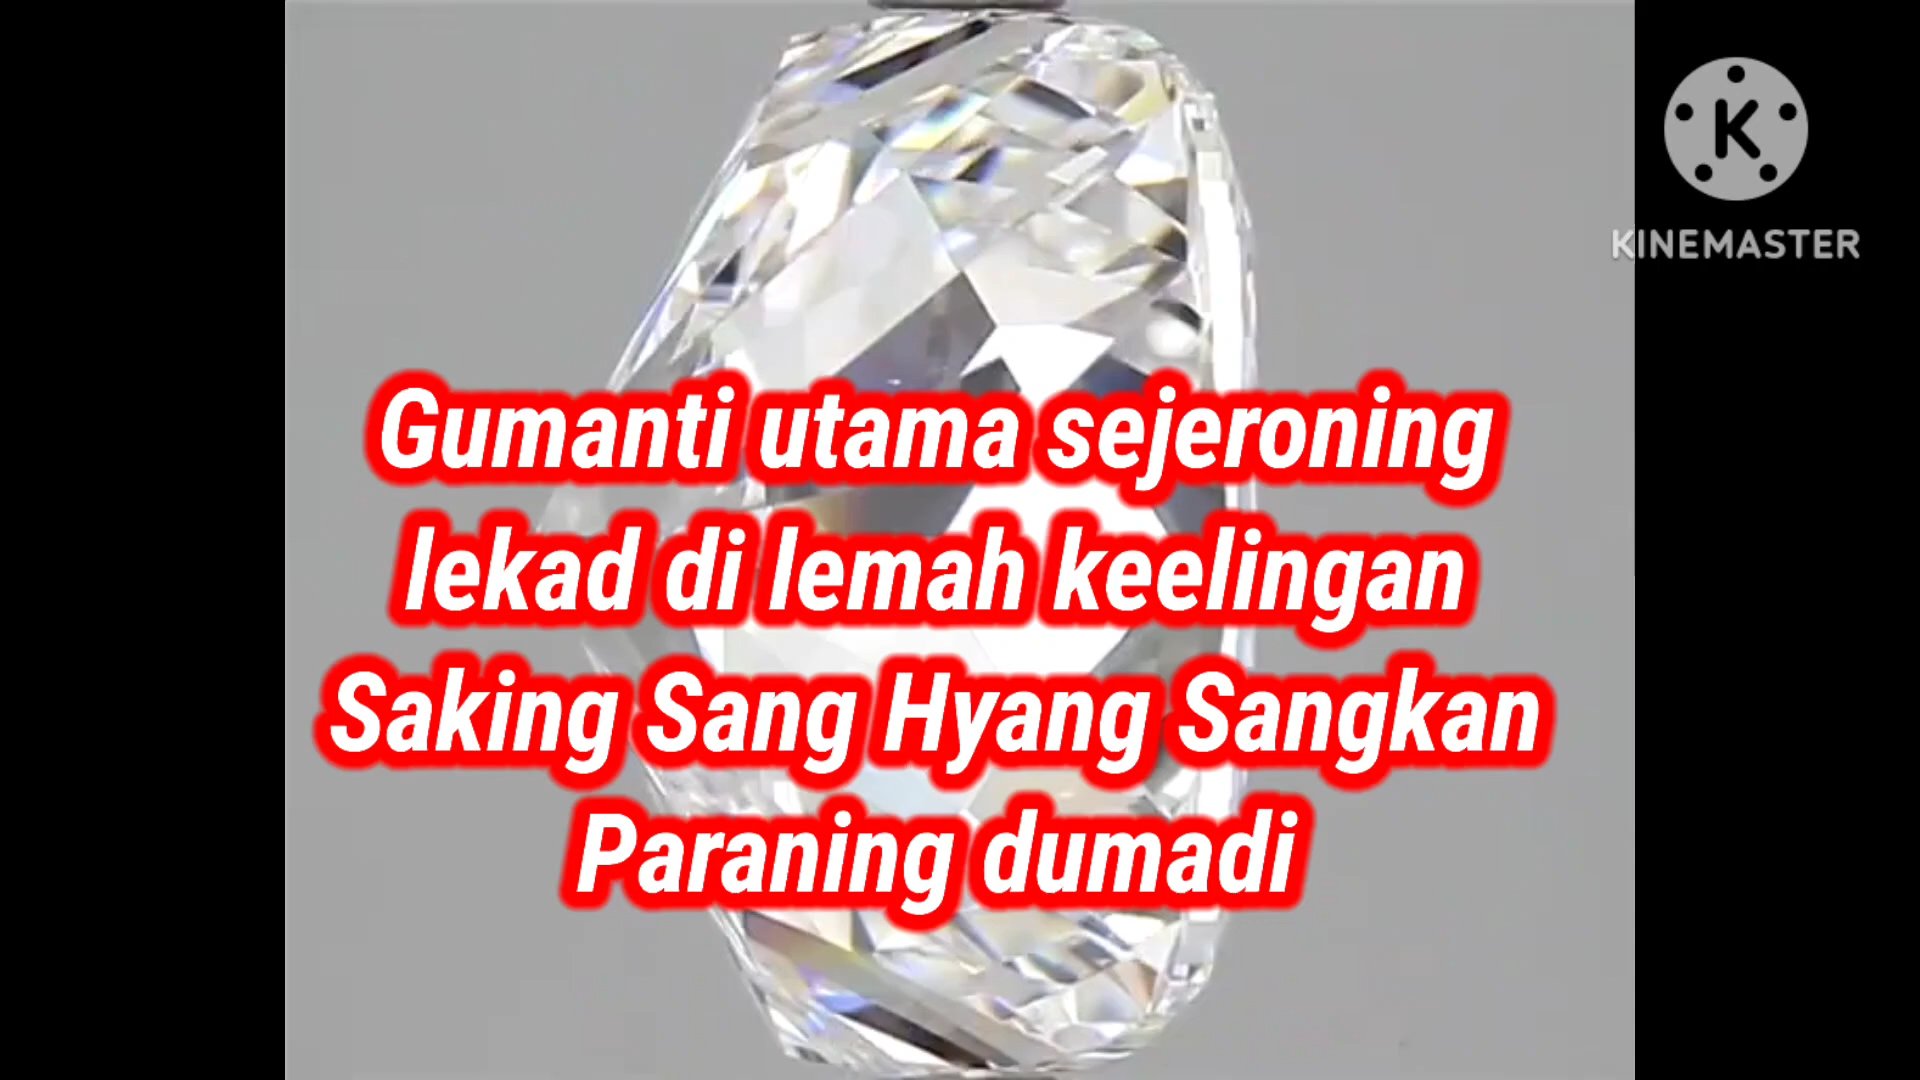 K
KINEMASTER
Gumanti utama sejeroning
lekad di lemah keelingan
Saking Sang Hyang Sangkan
Paraning dumadi